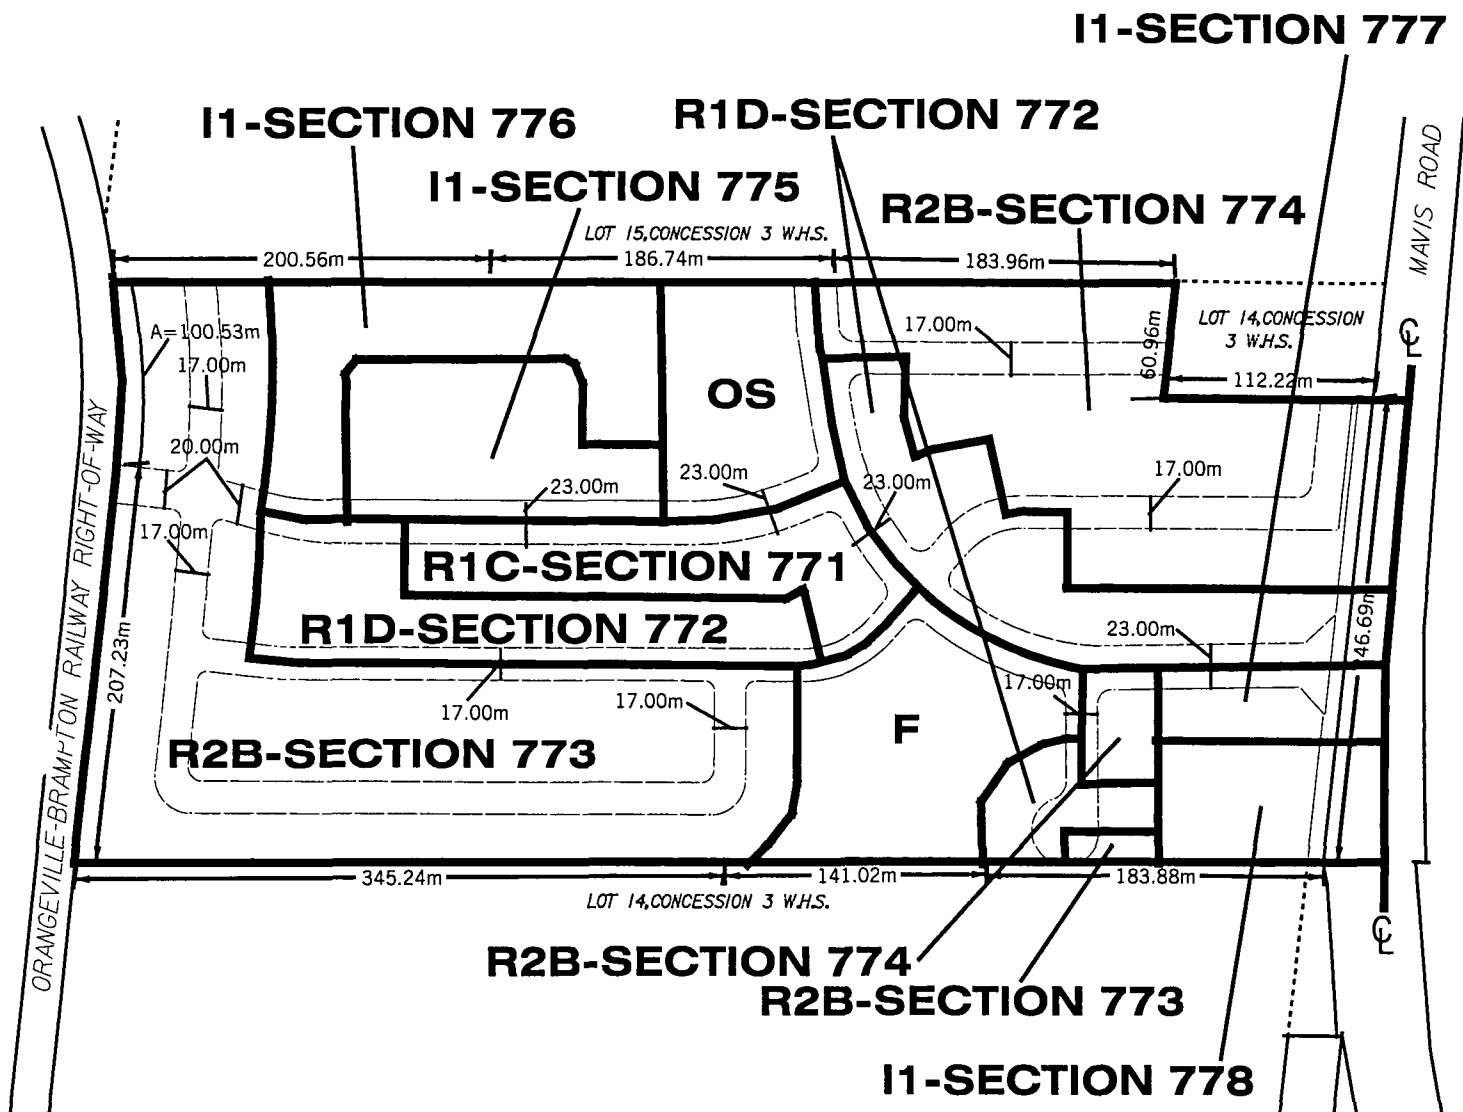 I1-SECTION 777
I1-SECTION 776
R1D-SECTION 772
I1-SECTION 775
R2B-SECTION 774
MAVIS ROAD
LOT 15,CONCESSION 3 W.H.S.
200.56m
186.74m
183.96m
A=100.53m
17.00m
17.00m
60.96m
LOT 14,CONCESSION
3 W.H.S.
℄
112.22m
OS
20.00m
23.00m
23.00m
23.00m
17.00m
17.00m
R1C-SECTION 771
R1D-SECTION 772
23.00m
46.69m
207.23m
ORANGEVILLE-BRAMPTON RAILWAY RIGHT-OF-WAY
17.00m
17.00m
17.00m
F
R2B-SECTION 773
345.24m
141.02m
183.88m
LOT 14,CONCESSION 3 W.H.S.
℄
R2B-SECTION 774
R2B-SECTION 773
I1-SECTION 778